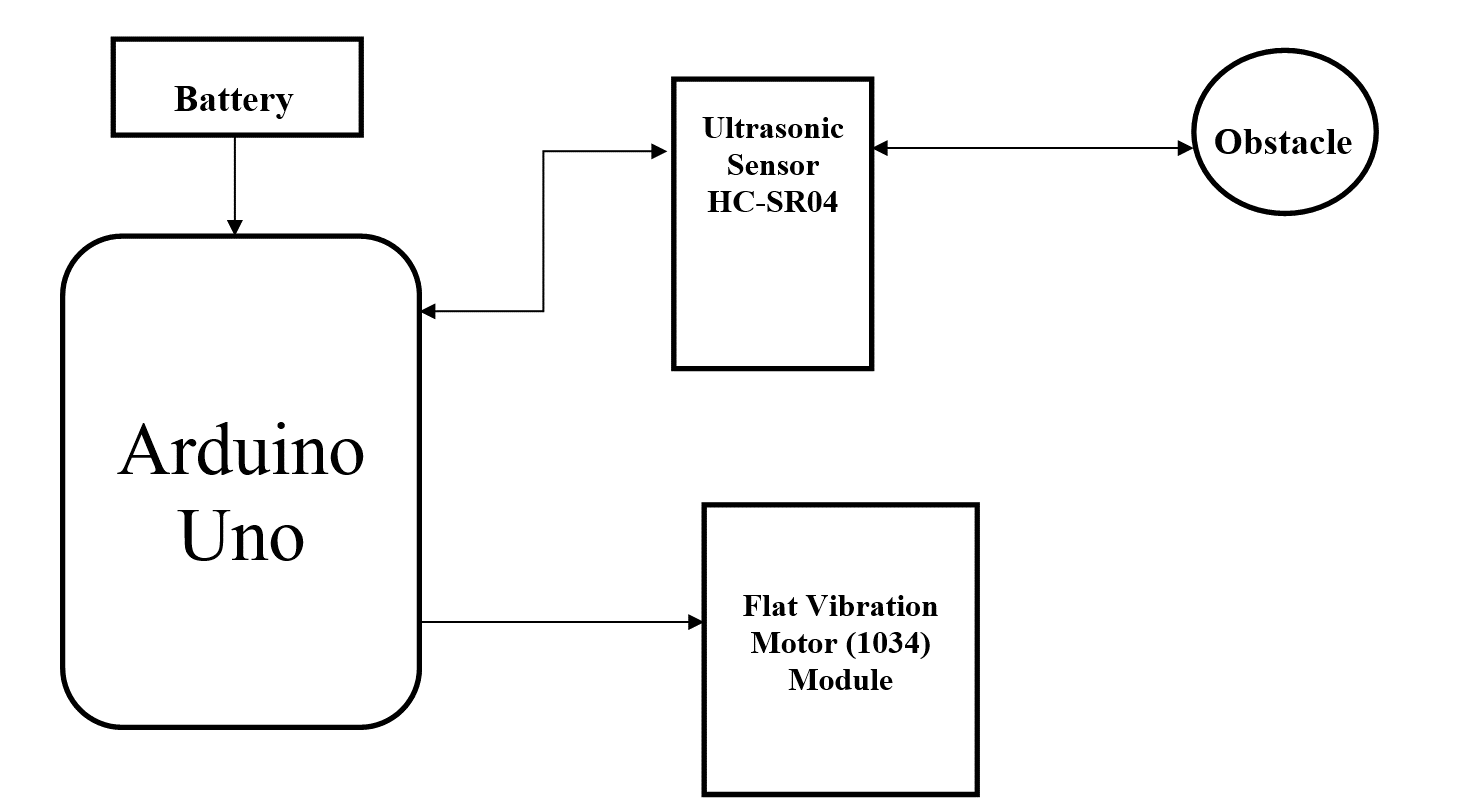 Battery
Ultrasonic
Sensor
HC-SR04
Obstacle
Arduino
Uno
Flat Vibration
Motor (1034)
Module